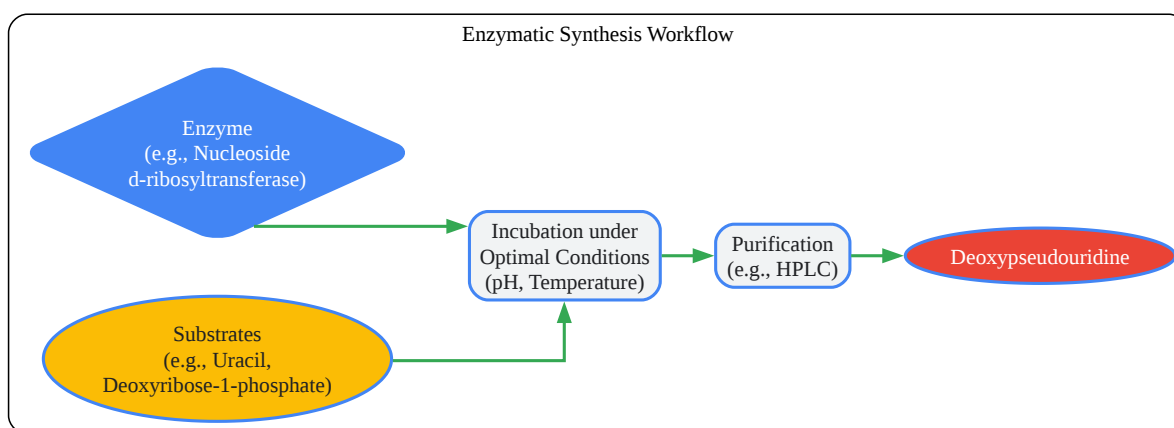 Enzymatic Synthesis Workflow
Enzyme
(e.g., Nucleoside
d-ribosyltransferase)
Incubation under
Optimal Conditions
(pH, Temperature)
Purification
(e.g., HPLC)
Deoxypseudouridine
Substrates
(e.g., Uracil,
Deoxyribose-1-phosphate)